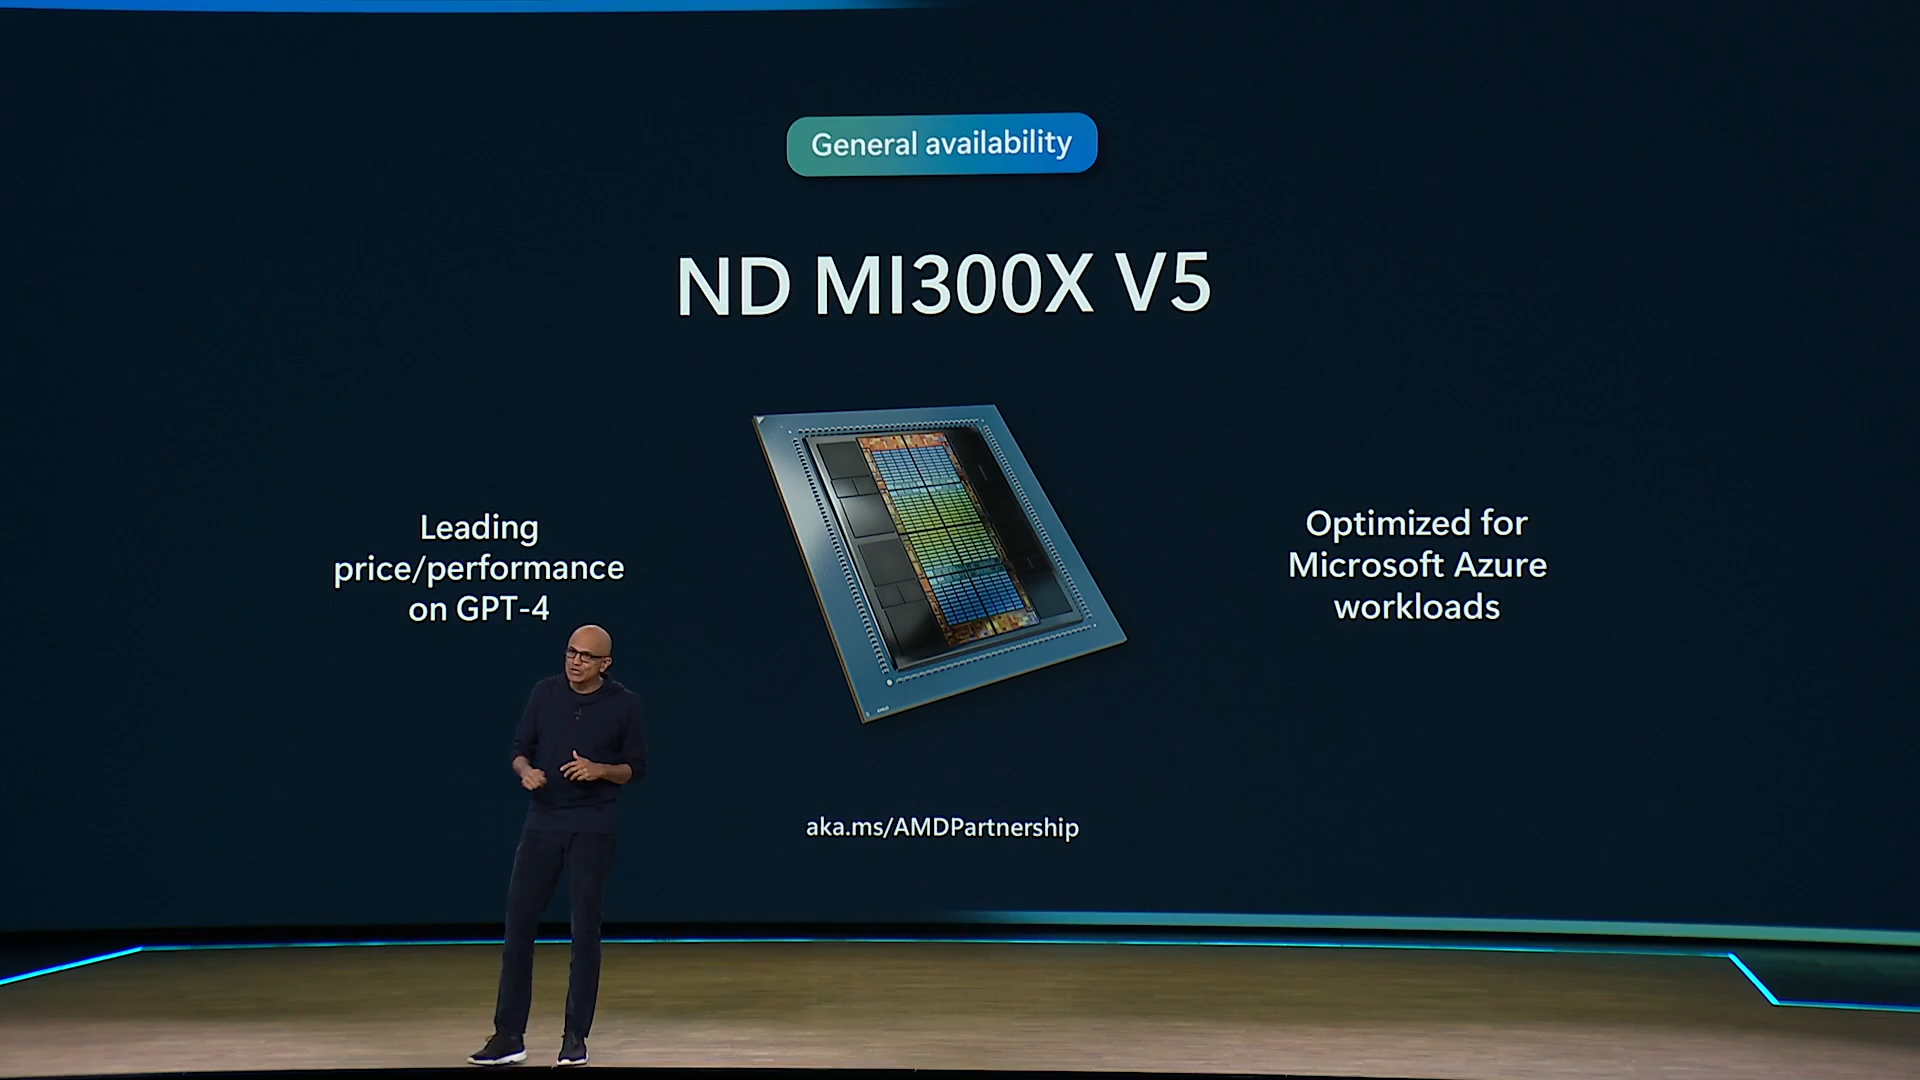 General availability
ND MI300X V5
Leading
price/performance
on GPT-4
Optimized for
Microsoft Azure
workloads
AMD
aka.ms/AMDPartnership